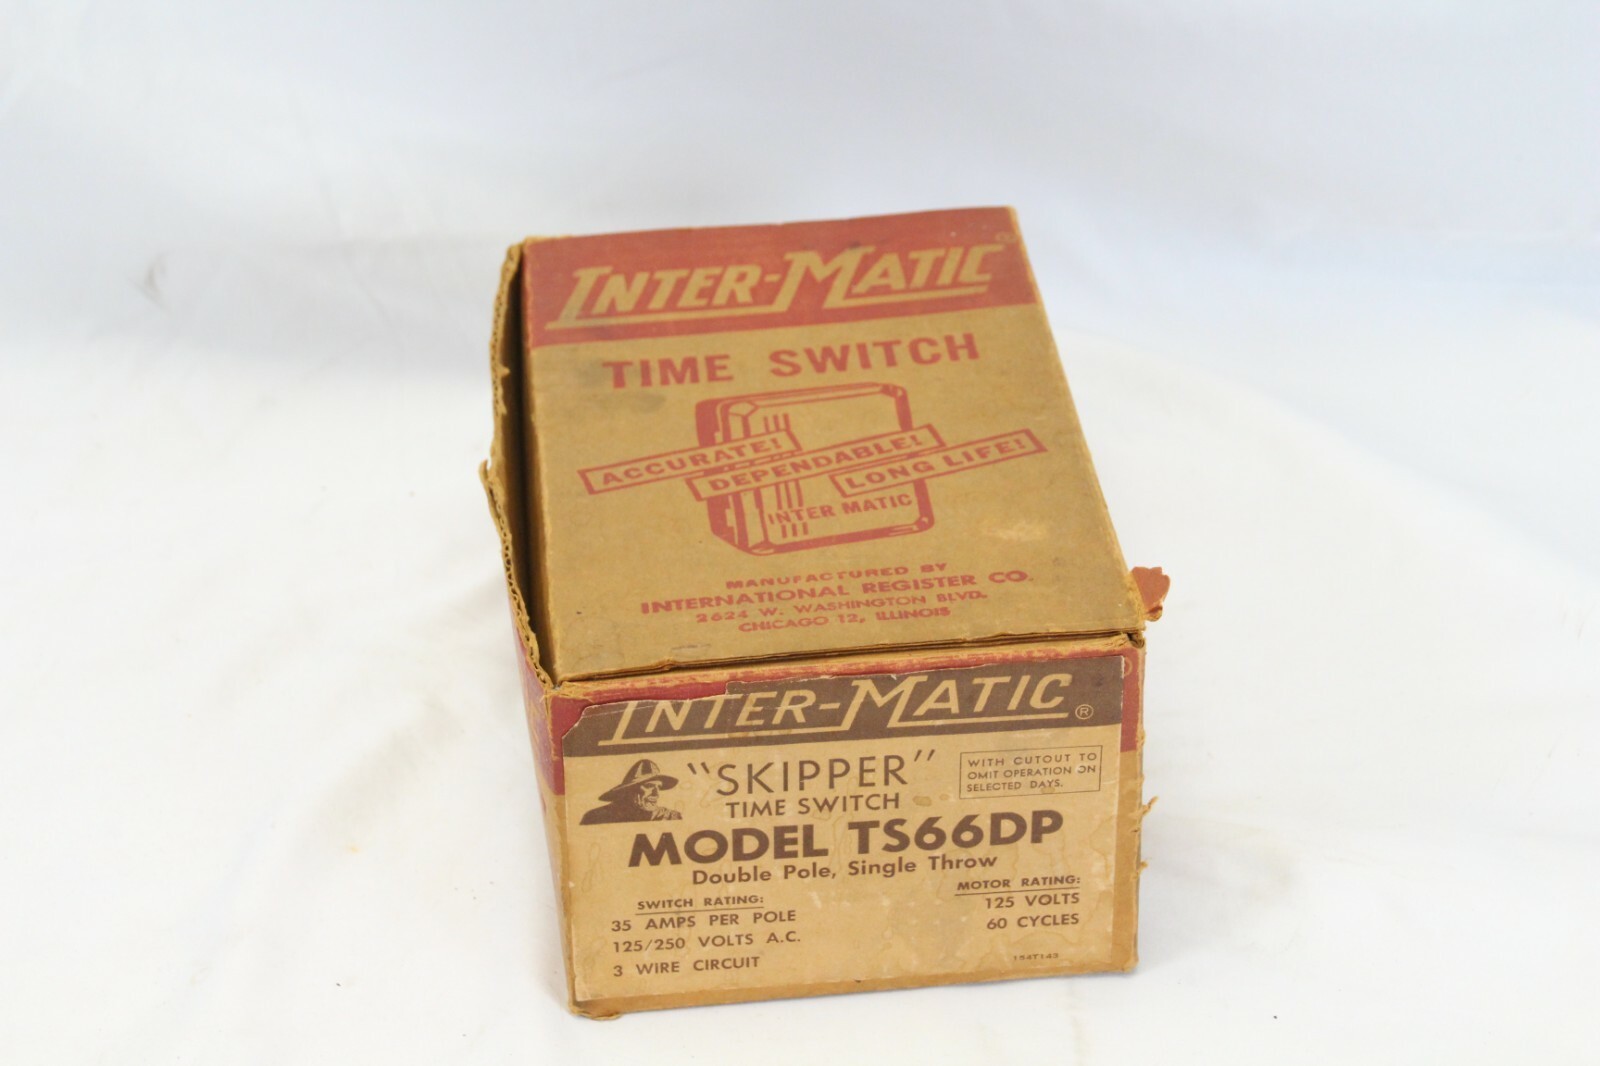 INTER-MATIC ®
TIME SWITCH
ACCURATE!
DEPENDABLE!
LONG LIFE!
INTER MATIC
MANUFACTURED BY
INTERNATIONAL REGISTER CO.
2624 W. WASHINGTON BLVD.
CHICAGO 12, ILLINOIS
INTER-MATIC ®
"SKIPPER"
TIME SWITCH
WITH CUTOUT TO
OMIT OPERATION ON
SELECTED DAYS.
MODEL TS66DP
Double Pole, Single Throw
SWITCH RATING:
35 AMPS PER POLE
125/250 VOLTS A.C.
3 WIRE CIRCUIT
MOTOR RATING:
125 VOLTS
60 CYCLES
154T143